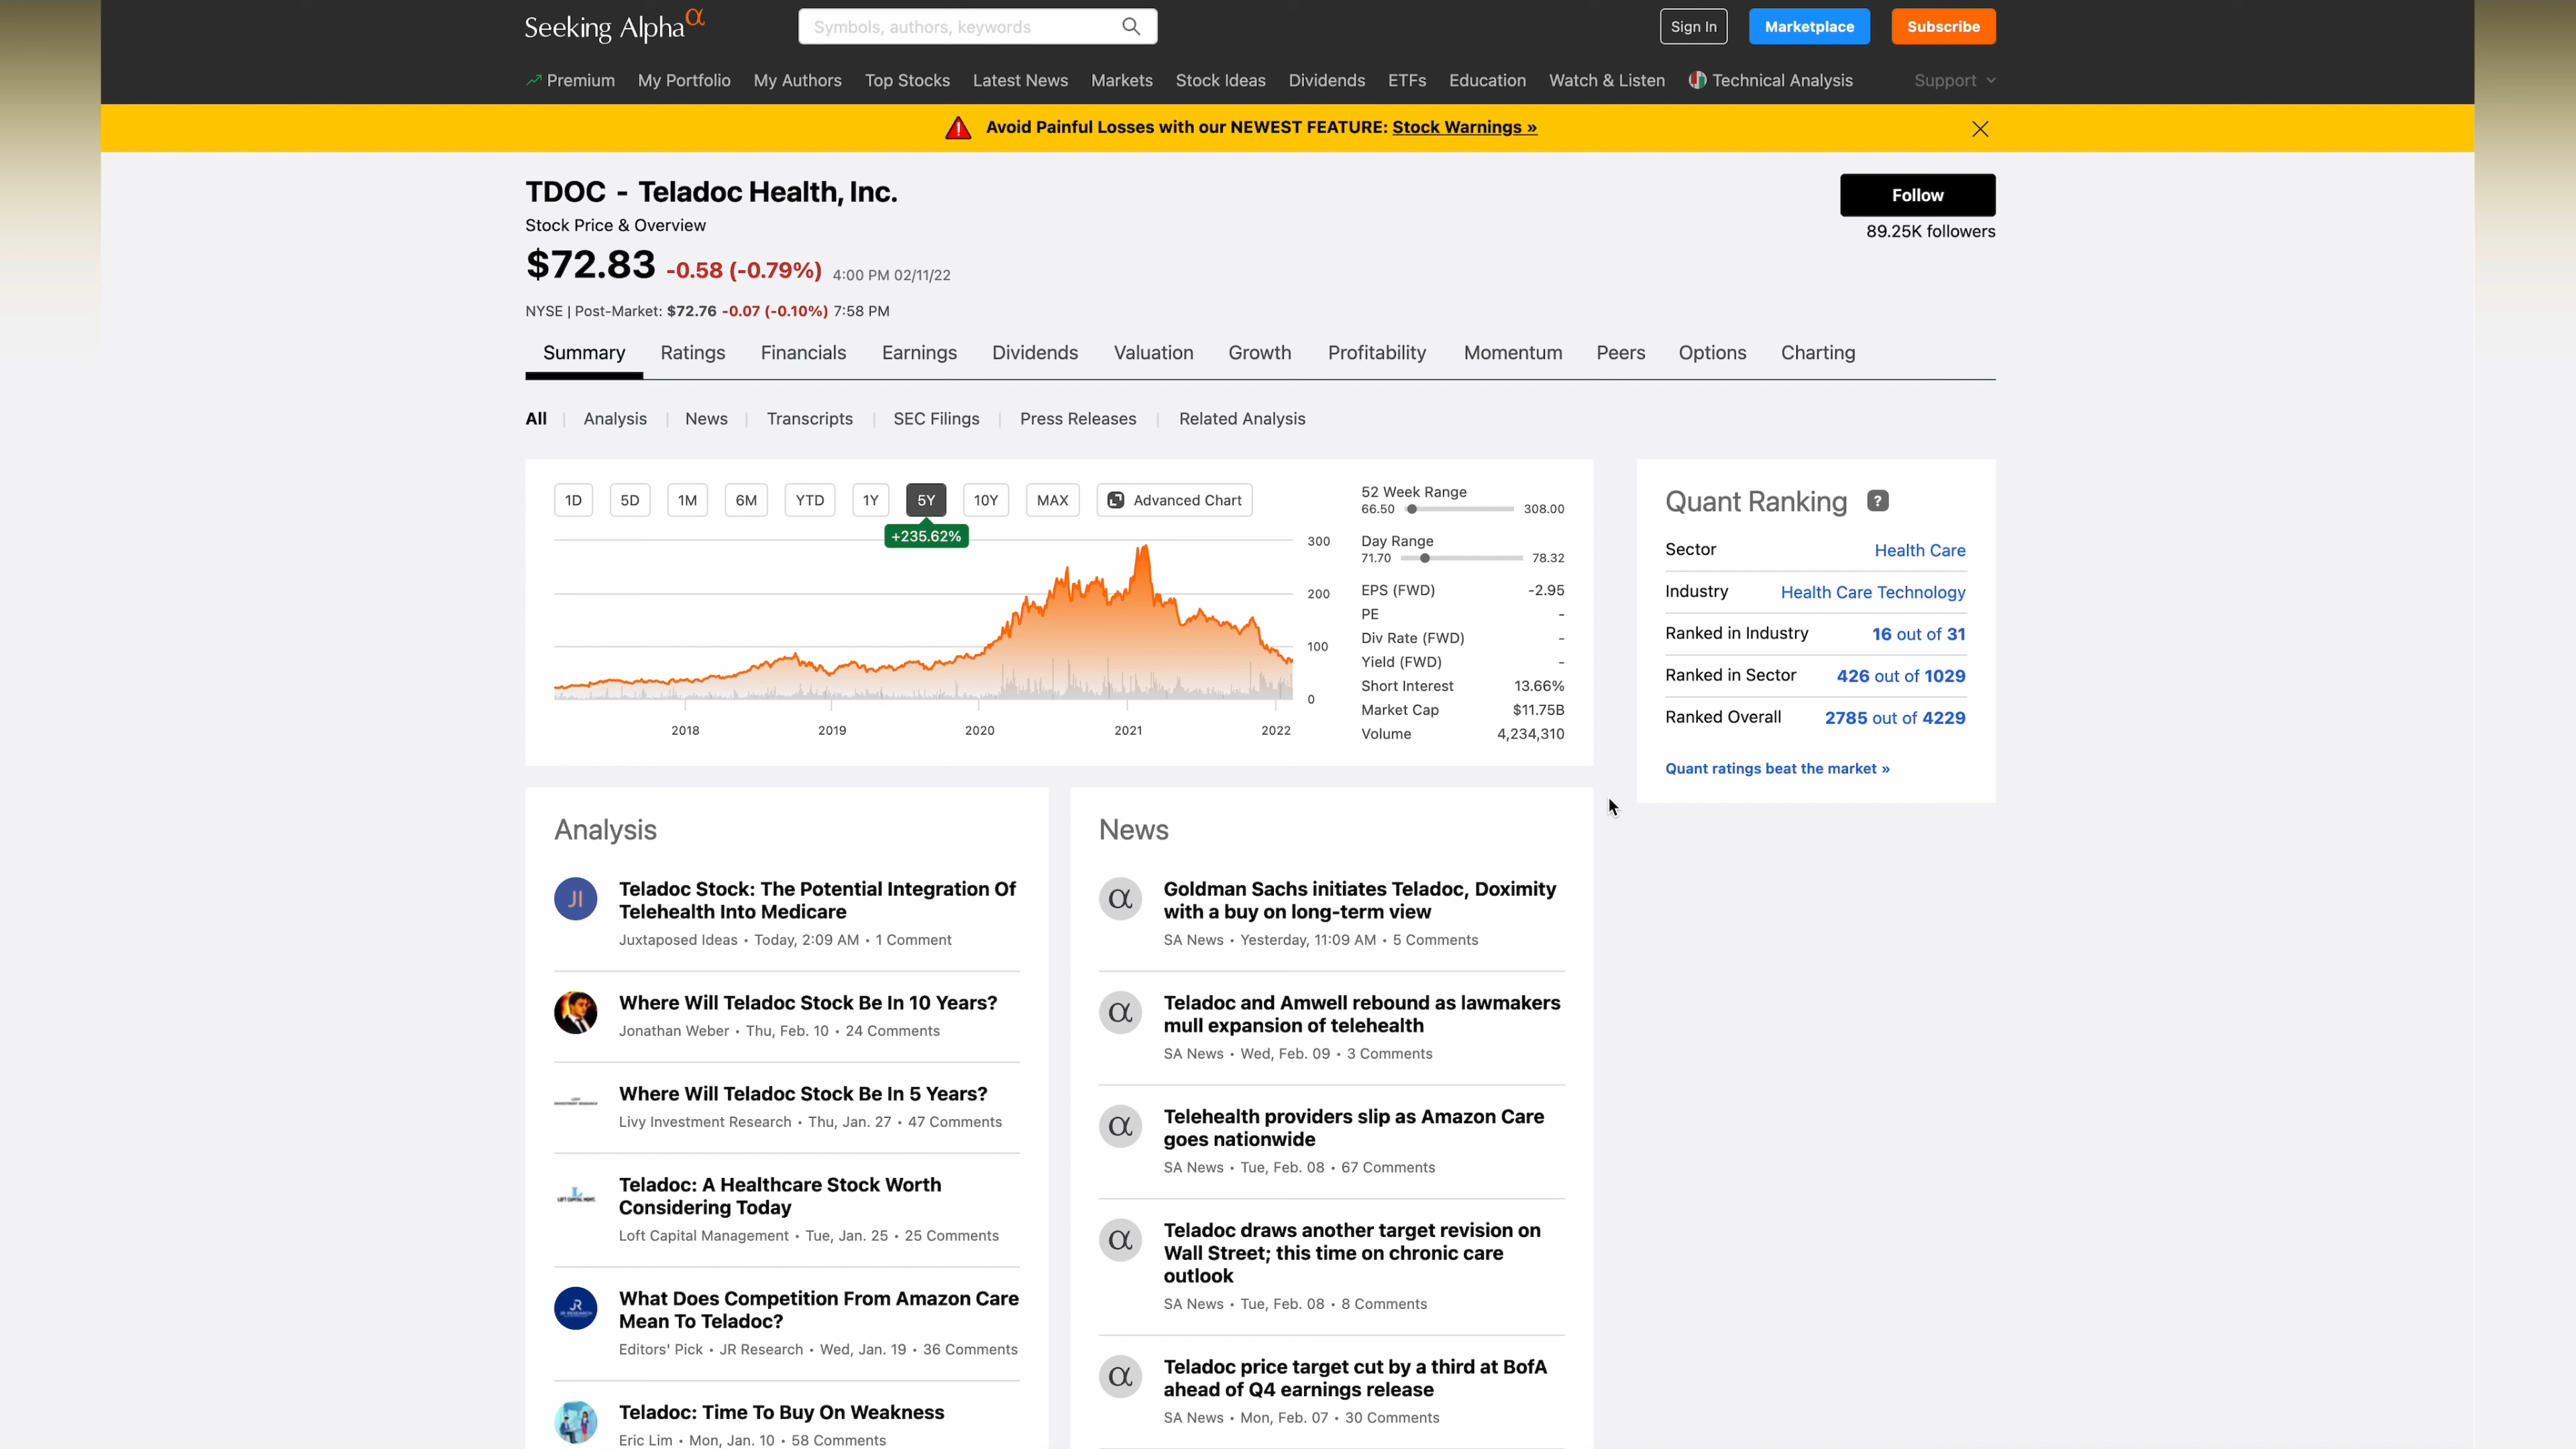 Seeking Alpha α
Symbols, authors, keywords
Sign In
Marketplace
Subscribe
Premium My Portfolio My Authors Top Stocks Latest News Markets Stock Ideas Dividends ETFs Education Watch & Listen Technical Analysis Support
Avoid Painful Losses with our NEWEST FEATURE: Stock Warnings »
TDOC - Teladoc Health, Inc.
Follow
Stock Price & Overview
89.25K followers
$72.83 -0.58 (-0.79%) 4:00 PM 02/11/22
NYSE | Post-Market: $72.76 -0.07 (-0.10%) 7:58 PM
Summary Ratings Financials Earnings Dividends Valuation Growth Profitability Momentum Peers Options Charting
All | Analysis | News | Transcripts | SEC Filings | Press Releases | Related Analysis
1D 5D 1M 6M YTD 1Y 5Y 10Y MAX Advanced Chart
+235.62%
300
200
100
0
2018 2019 2020 2021 2022
52 Week Range
66.50 308.00
Day Range
71.70 78.32
EPS (FWD) -2.95
PE -
Div Rate (FWD) -
Yield (FWD) -
Short Interest 13.66%
Market Cap $11.75B
Volume 4,234,310
Quant Ranking ?
Sector Health Care
Industry Health Care Technology
Ranked in Industry 16 out of 31
Ranked in Sector 426 out of 1029
Ranked Overall 2785 out of 4229
Quant ratings beat the market »
Analysis
JI
Teladoc Stock: The Potential Integration Of
Telehealth Into Medicare
Juxtaposed Ideas • Today, 2:09 AM • 1 Comment
Where Will Teladoc Stock Be In 10 Years?
Jonathan Weber • Thu, Feb. 10 • 24 Comments
Where Will Teladoc Stock Be In 5 Years?
Livy Investment Research • Thu, Jan. 27 • 47 Comments
Teladoc: A Healthcare Stock Worth
Considering Today
Loft Capital Management • Tue, Jan. 25 • 25 Comments
JR
What Does Competition From Amazon Care
Mean To Teladoc?
Editors' Pick • JR Research • Wed, Jan. 19 • 36 Comments
Teladoc: Time To Buy On Weakness
Eric Lim • Mon, Jan. 10 • 58 Comments
News
α
Goldman Sachs initiates Teladoc, Doximity
with a buy on long-term view
SA News • Yesterday, 11:09 AM • 5 Comments
α
Teladoc and Amwell rebound as lawmakers
mull expansion of telehealth
SA News • Wed, Feb. 09 • 3 Comments
α
Telehealth providers slip as Amazon Care
goes nationwide
SA News • Tue, Feb. 08 • 67 Comments
α
Teladoc draws another target revision on
Wall Street; this time on chronic care
outlook
SA News • Tue, Feb. 08 • 8 Comments
α
Teladoc price target cut by a third at BofA
ahead of Q4 earnings release
SA News • Mon, Feb. 07 • 30 Comments